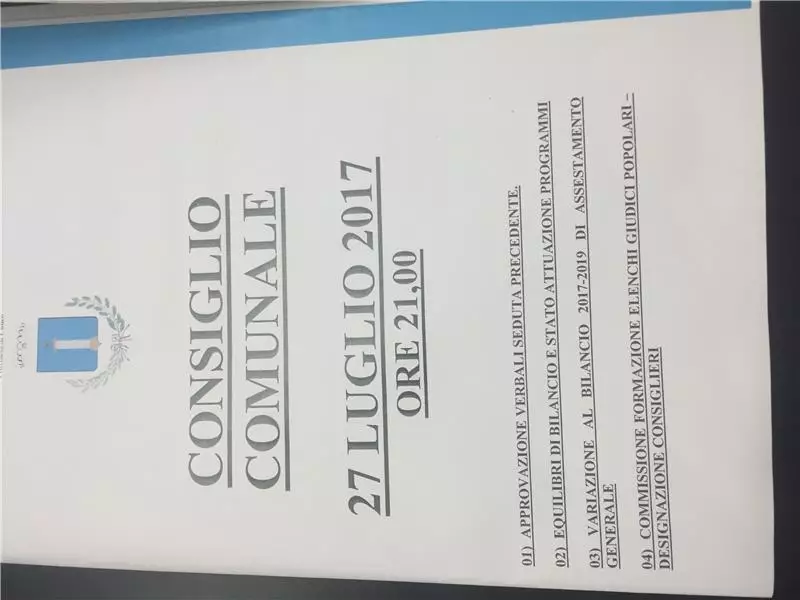 CONSIGLIO
COMUNALE
27 LUGLIO 2017
ORE 21,00
01) APPROVAZIONE VERBALI SEDUTA PRECEDENTE.
02) EQUILIBRI DI BILANCIO E STATO ATTUAZIONE PROGRAMMI
03) VARIAZIONE AL BILANCIO 2017-2019 DI ASSESTAMENTO
GENERALE
04) COMMISSIONE FORMAZIONE ELENCHI GIUDICI POPOLARI –
DESIGNAZIONE CONSIGLIERI